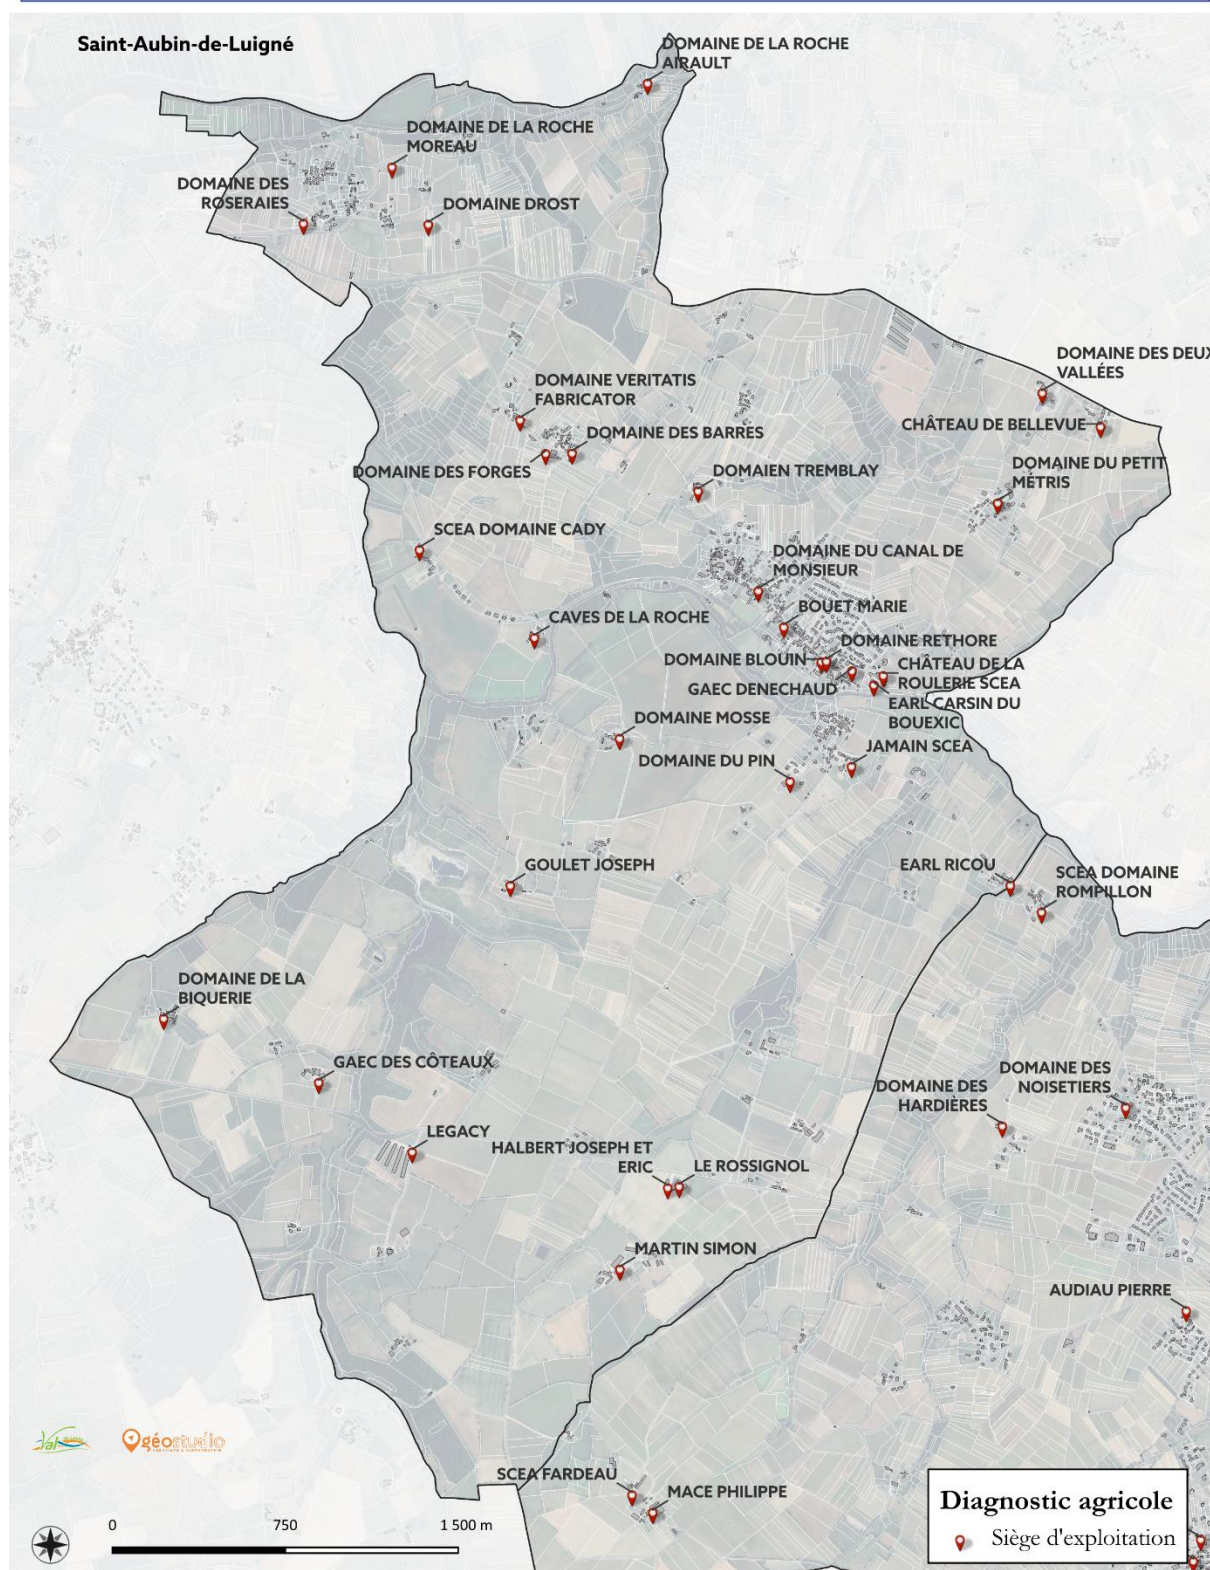 Saint-Aubin-de-Luigné
DOMAINE DE LA ROCHE
AIRAULT
DOMAINE DE LA ROCHE
MOREAU
DOMAINE DES
ROSERAIES
DOMAINE DROST
DOMAINE DES DEUX
VALLÉES
DOMAINE VERITATIS
FABRICATOR
CHÂTEAU DE BELLEVUE
DOMAINE DES BARRES
DOMAINE DES FORGES
DOMAIEN TREMBLAY
DOMAINE DU PETIT
MÉTRIS
SCEA DOMAINE CADY
DOMAINE DU CANAL DE
MONSIEUR
BOUET MARIE
CAVES DE LA ROCHE
DOMAINE RETHORE
DOMAINE BLOUIN
CHÂTEAU DE LA
ROULERIE SCEA
GAEC DENECHAUD
EARL CARSIN DU
BOUEXIC
DOMAINE MOSSE
JAMAIN SCEA
DOMAINE DU PIN
GOULET JOSEPH
EARL RICOU
SCEA DOMAINE
ROMPILLON
DOMAINE DE LA
BIQUERIE
GAEC DES CÔTEAUX
DOMAINE DES
NOISETIERS
DOMAINE DES
HARDIÈRES
LEGACY
HALBERT JOSEPH ET
ERIC
LE ROSSIGNOL
MARTIN SIMON
AUDIAU PIERRE
Val
géostudio
SCEA FARDEAU
MACE PHILIPPE
0 750 1 500 m
Diagnostic agricole
Siège d'exploitation